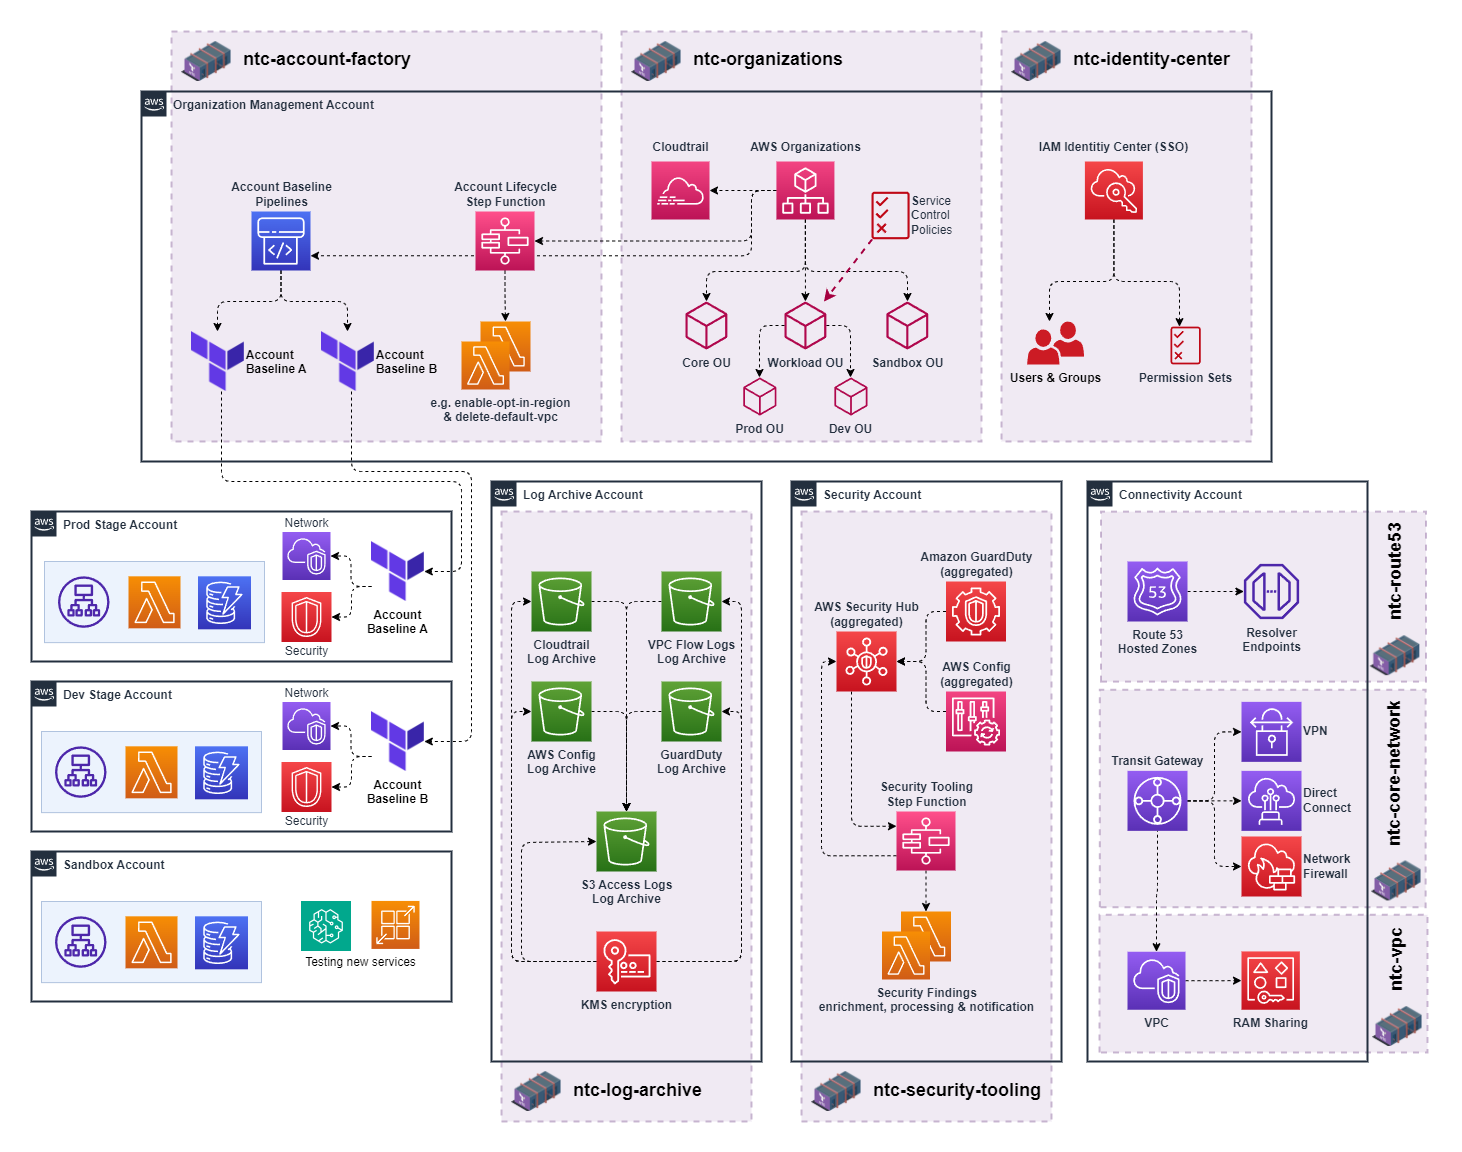 ntc-account-factory
ntc-organizations
ntc-identity-center
aws
Organization Management Account
Cloudtrail
AWS Organizations
IAM Identitiy Center (SSO)
Account Baseline
Pipelines
Account Lifecycle
Step Function
Service
Control
Policies
Account
Baseline A
Account
Baseline B
Core OU
Workload OU
Sandbox OU
Users & Groups
Permission Sets
e.g. enable-opt-in-region
& delete-default-vpc
Prod OU
Dev OU
aws
Log Archive Account
aws
Security Account
aws
Connectivity Account
aws
Prod Stage Account
Network
Account
Baseline A
Security
aws
Dev Stage Account
Network
Account
Baseline B
Security
aws
Sandbox Account
Testing new services
Cloudtrail
Log Archive
VPC Flow Logs
Log Archive
AWS Config
Log Archive
GuardDuty
Log Archive
S3 Access Logs
Log Archive
KMS encryption
ntc-log-archive
Amazon GuardDuty
(aggregated)
AWS Security Hub
(aggregated)
AWS Config
(aggregated)
Security Tooling
Step Function
Security Findings
enrichment, processing & notification
ntc-security-tooling
53
Route 53
Hosted Zones
Resolver
Endpoints
ntc-route53
Transit Gateway
VPN
Direct
Connect
Network
Firewall
ntc-core-network
VPC
RAM Sharing
ntc-vpc